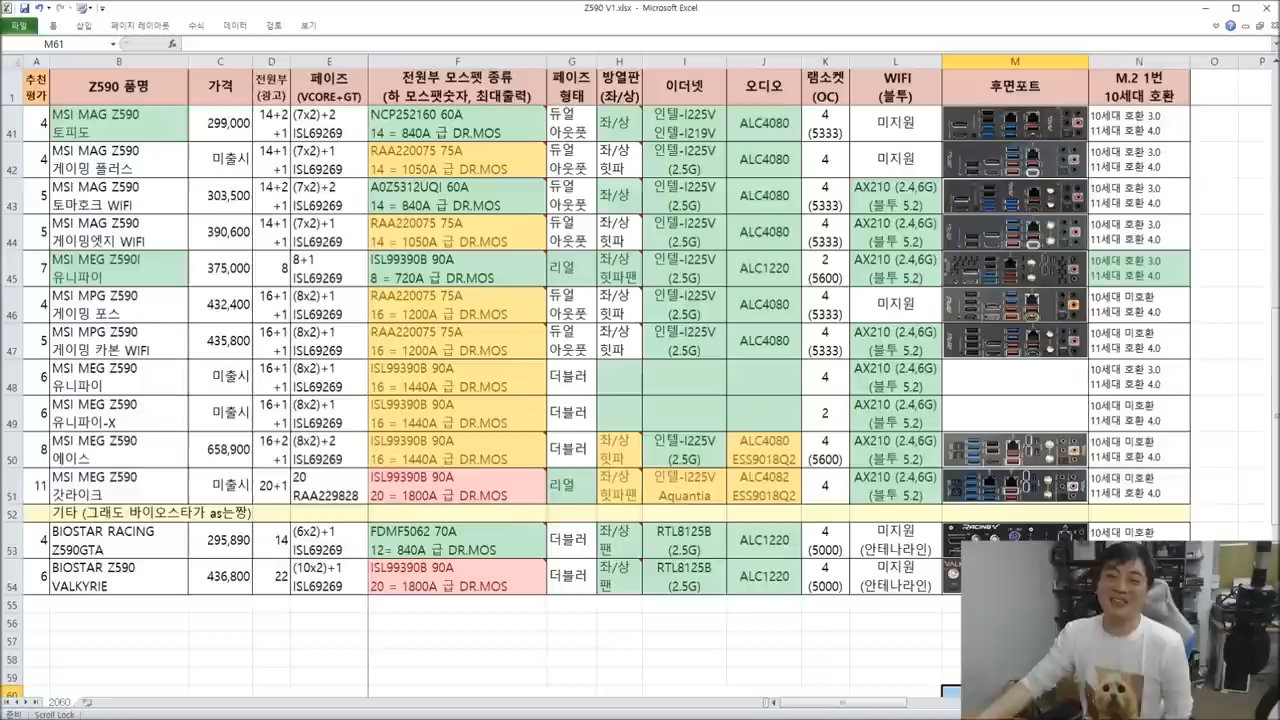 Z590 V1.xlsx - Microsoft Excel
파일 홈 삽입 페이지 레이아웃 수식 데이터 검토 보기
M61 fx
A B C D E F G H I J K L M N O P
1 추천 평가 Z590 품명 가격 전원부 (광고) 페이즈 (VCORE+GT) 전원부 모스펫 종류 (하 모스펫숫자, 최대출력) 페이즈 형태 방열판 (좌/상) 이더넷 오디오 램소켓 (OC) WIFI (블투) 후면포트 M.2 1번 10세대 호환
41 4 MSI MAG Z590 토피도 299,000 14+2 +1 (7x2)+2 ISL69269 NCP252160 60A 14 = 840A 급 DR.MOS 듀얼 아웃풋 좌/상 인텔-I225V 인텔-I219V ALC4080 4 (5333) 미지원 10세대 호환 3.0 11세대 호환 4.0
42 4 MSI MAG Z590 게이밍 플러스 미출시 14+1 +1 (7x2)+1 ISL69269 RAA220075 75A 14 = 1050A 급 DR.MOS 듀얼 아웃풋 좌/상 힛파 인텔-I225V (2.5G) ALC4080 4 (5333) 미지원 10세대 호환 3.0 11세대 호환 4.0
43 5 MSI MAG Z590 토마호크 WIFI 303,500 14+2 +1 (7x2)+2 ISL69269 A0Z5312UQI 60A 14 = 840A 급 DR.MOS 듀얼 아웃풋 좌/상 인텔-I225V (2.5G) ALC4080 4 (5333) AX210 (2.4,6G) (블투 5.2) 10세대 호환 3.0 11세대 호환 4.0
44 5 MSI MAG Z590 게이밍엣지 WIFI 390,600 14+1 +1 (7x2)+1 ISL69269 RAA220075 75A 14 = 1050A 급 DR.MOS 듀얼 아웃풋 좌/상 힛파 인텔-I225V (2.5G) ALC4080 4 (5333) AX210 (2.4,6G) (블투 5.2) 10세대 호환 3.0 11세대 호환 4.0
45 7 MSI MEG Z590I 유니파이 375,000 8 8+1 ISL69269 ISL99390B 90A 8 = 720A 급 DR.MOS 리얼 좌/상 힛파팬 인텔-I225V (2.5G) ALC1220 2 (5600) AX210 (2.4,6G) (블투 5.2) 10세대 호환 3.0 11세대 호환 4.0
46 4 MSI MPG Z590 게이밍 포스 432,400 16+1 +1 (8x2)+1 ISL69269 RAA220075 75A 16 = 1200A 급 DR.MOS 듀얼 아웃풋 좌/상 힛파 인텔-I225V (2.5G) ALC4080 4 (5333) 미지원 10세대 미호환 11세대 호환 4.0
47 5 MSI MPG Z590 게이밍 카본 WIFI 435,800 16+1 +1 (8x2)+1 ISL69269 RAA220075 75A 16 = 1200A 급 DR.MOS 듀얼 아웃풋 좌/상 힛파 인텔-I225V (2.5G) ALC4080 4 (5333) AX210 (2.4,6G) (블투 5.2) 10세대 미호환 11세대 호환 4.0
48 6 MSI MEG Z590 유니파이 미출시 16+1 +1 (8x2)+1 ISL69269 ISL99390B 90A 16 = 1440A 급 DR.MOS 더블러 4 AX210 (2.4,6G) (블투 5.2) 10세대 호환 3.0 11세대 호환 4.0
49 6 MSI MEG Z590 유니파이-X 미출시 16+1 +1 (8x2)+1 ISL69269 ISL99390B 90A 16 = 1440A 급 DR.MOS 더블러 2 AX210 (2.4,6G) (블투 5.2) 10세대 미호환 11세대 호환 4.0
50 8 MSI MEG Z590 에이스 658,900 16+2 +1 (8x2)+2 ISL69269 ISL99390B 90A 16 = 1440A 급 DR.MOS 더블러 좌/상 힛파 인텔-I225V (2.5G) ALC4080 ESS9018Q2 4 (5600) AX210 (2.4,6G) (블투 5.2) 10세대 미호환 11세대 호환 4.0
51 11 MSI MEG Z590 갓라이크 미출시 20+1 20 RAA229828 ISL99390B 90A 20 = 1800A 급 DR.MOS 리얼 좌/상 힛파팬 인텔-I225V Aquantia ALC4082 ESS9018Q2 4 AX210 (2.4,6G) (블투 5.2) 10세대 미호환 11세대 호환 4.0
52 기타 (그래도 바이오스타가 as는짱)
53 4 BIOSTAR RACING Z590GTA 295,890 14 (6x2)+1 ISL69269 FDMF5062 70A 12= 840A 급 DR.MOS 더블러 좌/상 팬 RTL8125B (2.5G) ALC1220 4 (5000) 미지원 (안테나라인) RACING 10세대 미호환
54 6 BIOSTAR Z590 VALKYRIE 436,800 22 (10x2)+1 ISL69269 ISL99390B 90A 20 = 1800A 급 DR.MOS 더블러 좌/상 팬 RTL8125B (2.5G) ALC1220 4 (5000) 미지원 (안테나라인)
55
56
57
58
59
60
2060
준비 Scroll Lock